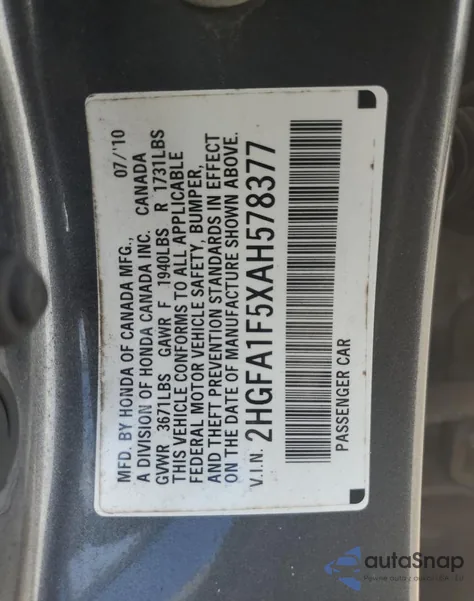 MFD. BY HONDA OF CANADA MFG., 07/'10
A DIVISION OF HONDA CANADA INC. CANADA
GVWR 3671LBS GAWR F 1940LBS R 1731LBS
THIS VEHICLE CONFORMS TO ALL APPLICABLE
FEDERAL MOTOR VEHICLE SAFETY, BUMPER,
AND THEFT PREVENTION STANDARDS IN EFFECT
ON THE DATE OF MANUFACTURE SHOWN ABOVE.
V.I.N. 2HGFA1F5XAH578377
PASSENGER CAR
autaSnap